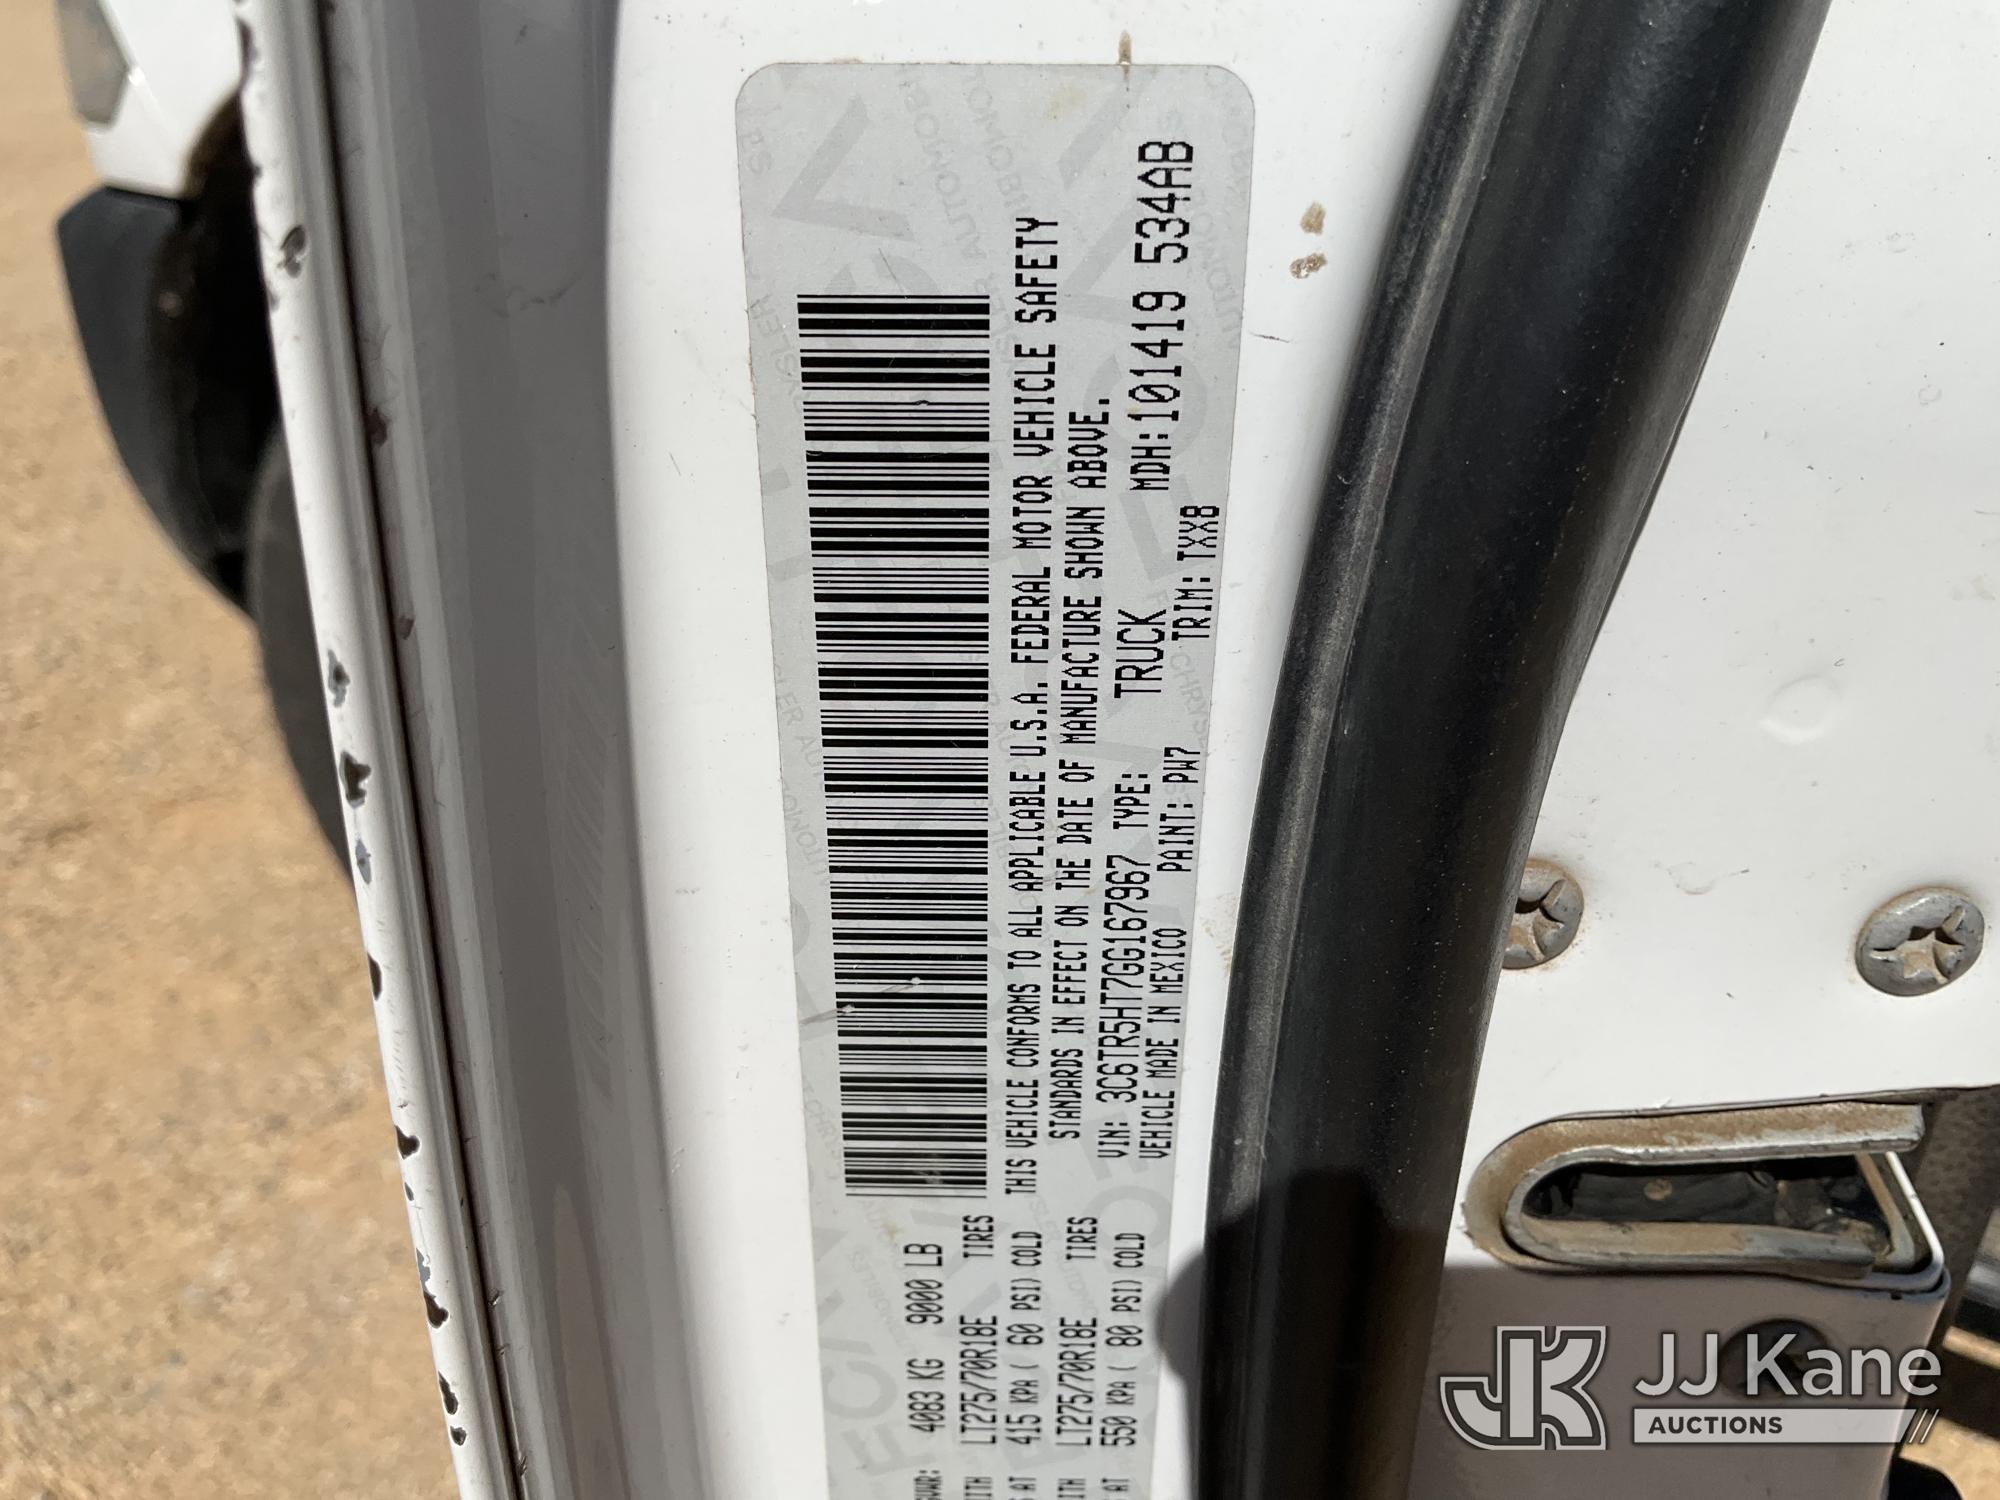 4083 KG 9000 LB
LT275/70R18E TIRES
415 KPA ( 60 PSI) COLD
LT275/70R18E TIRES
550 KPA ( 80 PSI) COLD
THIS VEHICLE CONFORMS TO ALL APPLICABLE U.S.A. FEDERAL MOTOR VEHICLE SAFETY
STANDARDS IN EFFECT ON THE DATE OF MANUFACTURE SHOWN ABOVE.
VIN: 3C6TR5HT7GG167967 TYPE: TRUCK MDH:101419 534AB
VEHICLE MADE IN MEXICO PAINT: PW7 TRIM: TXX8
JJ Kane
AUCTIONS